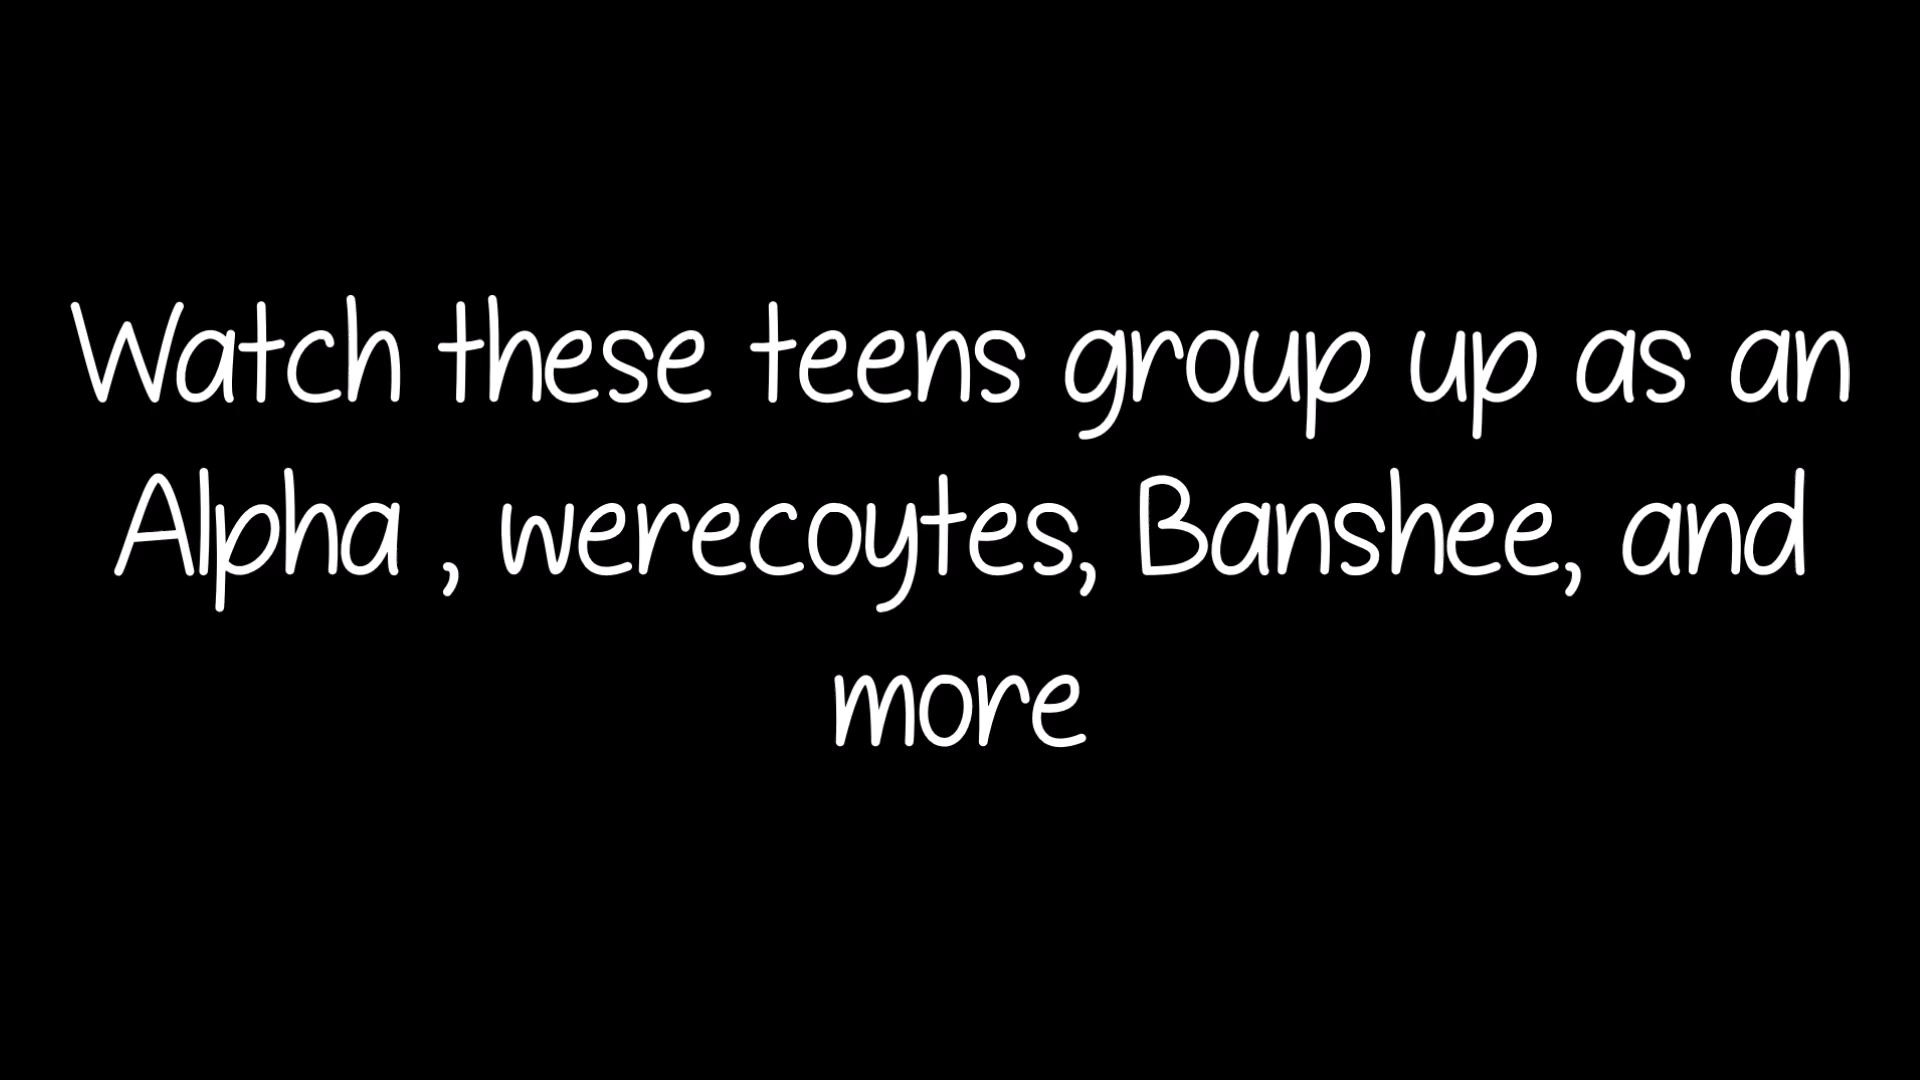 Watch these teens group up as an
Alpha , werecoytes, Banshee, and
more